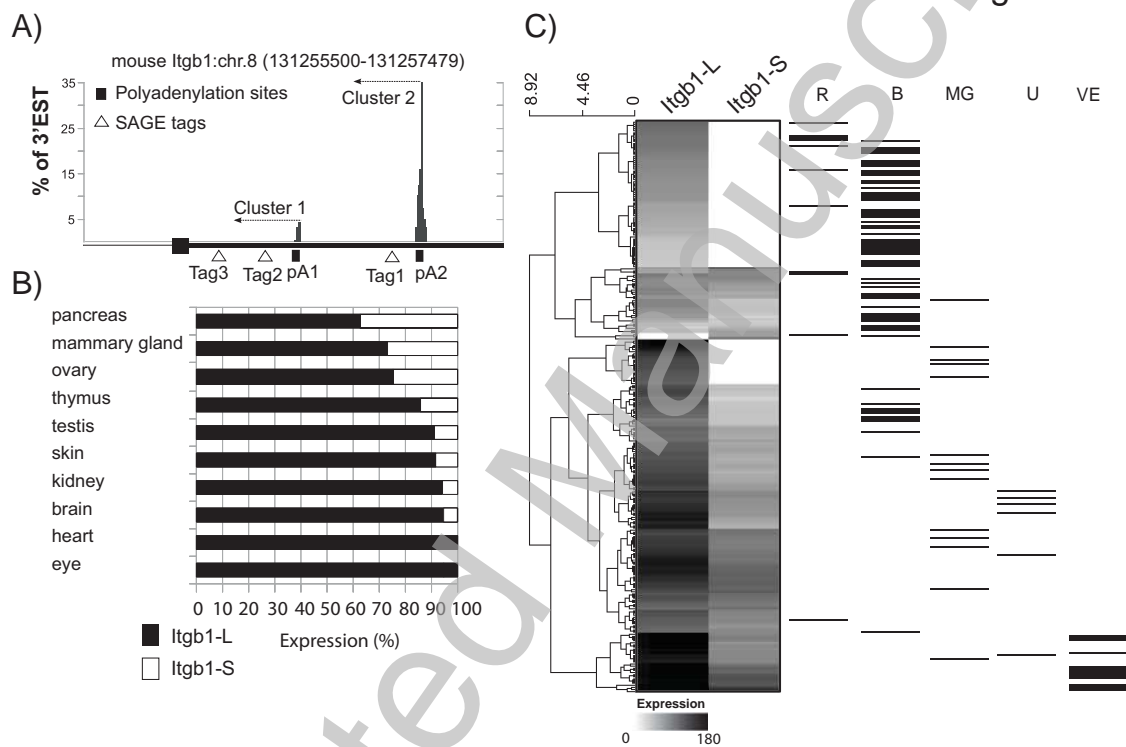 A)
mouse Itgb1:chr.8 (131255500-131257479)
% of 3'EST
35
25
15
5
Polyadenylation sites
SAGE tags
Cluster 2
Cluster 1
Tag3
Tag2
pA1
Tag1
pA2
B)
pancreas
mammary gland
ovary
thymus
testis
skin
kidney
brain
heart
eye
0 10 20 30 40 50 60 70 80 90 100
Expression (%)
Itgb1-L
Itgb1-S
C)
8.92
4.46
0
Itgb1-L
Itgb1-S
R B MG U VE
Expression
0 180